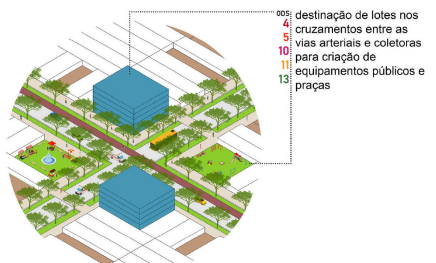 ODS
4
5
10
11
13
destinação de lotes nos
cruzamentos entre as
vias arteriais e coletoras
para criação de
equipamentos públicos e
praças